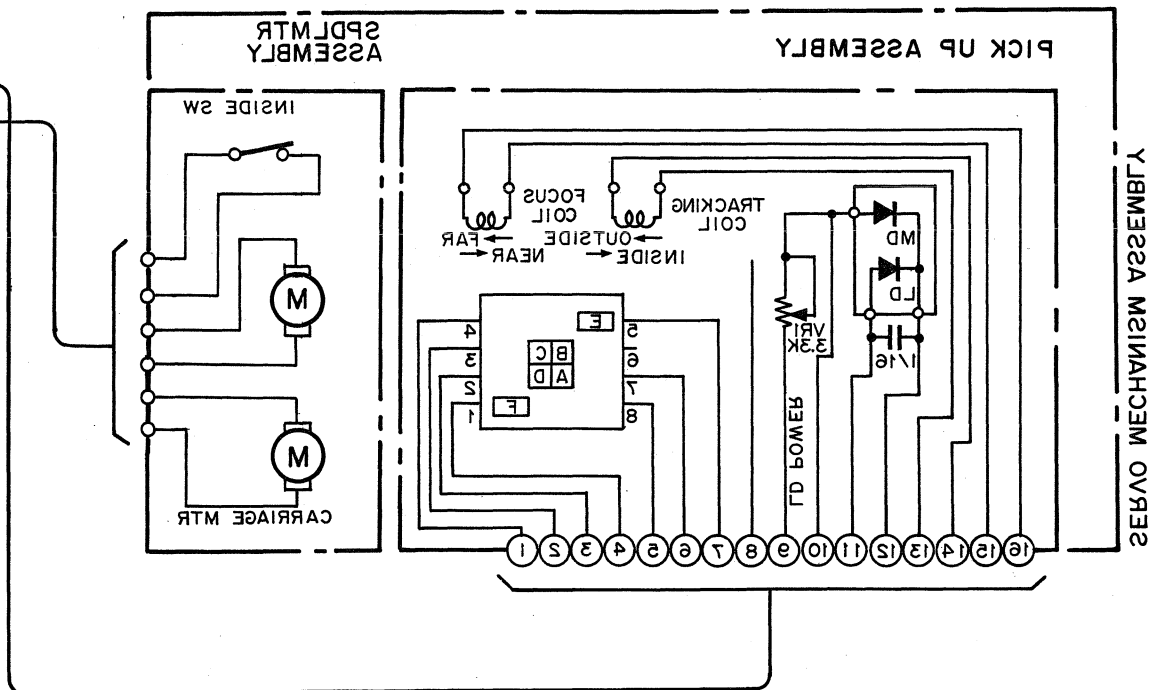 SPDLMTR
ASSEMBLY
PICK UP ASSEMBLY
INSIDE SW
SERVO MECHANISM ASSEMBLY
FOCUS
COIL
TRACKING
COIL
FAR
NEAR
OUTSIDE
INSIDE
MD
LD
VR1
3.3K
1/16
LD POWER
M
M
CARRIAGE MTR
4
3
2
1
E
B C
A D
F
5
6
7
8
1 2 3 4 5 6 7 8 9 10 11 12 13 14 15 16